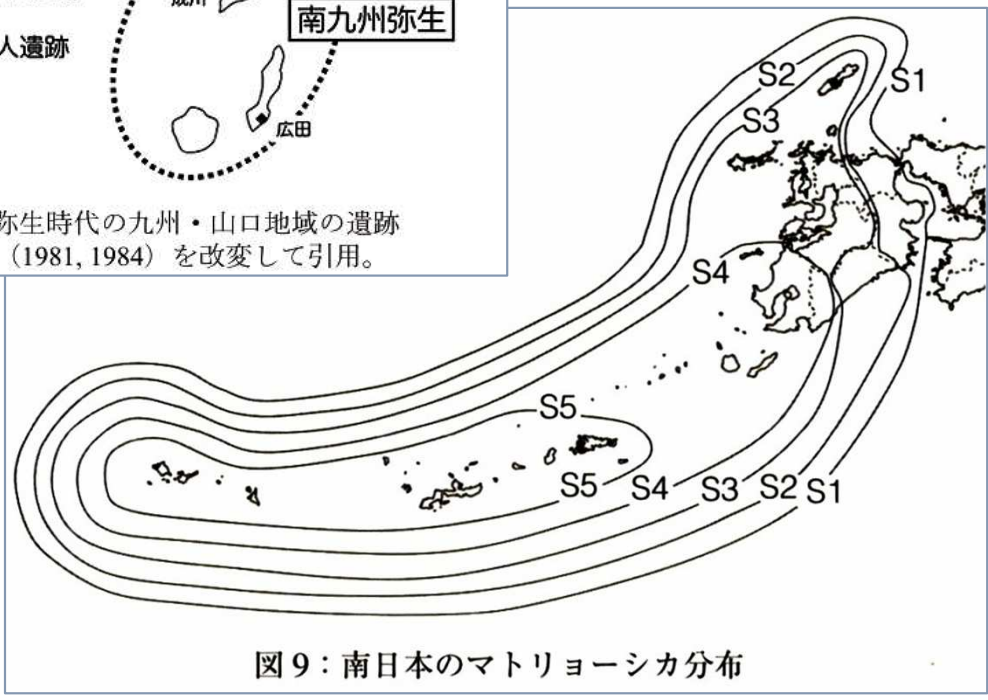 成川
南九州弥生
人遺跡
広田
弥生時代の九州・山口地域の遺跡
（1981, 1984）を改変して引用。
S2
S1
S3
S4
S5
S5
S4
S3
S2
S1
図9：南日本のマトリョーシカ分布